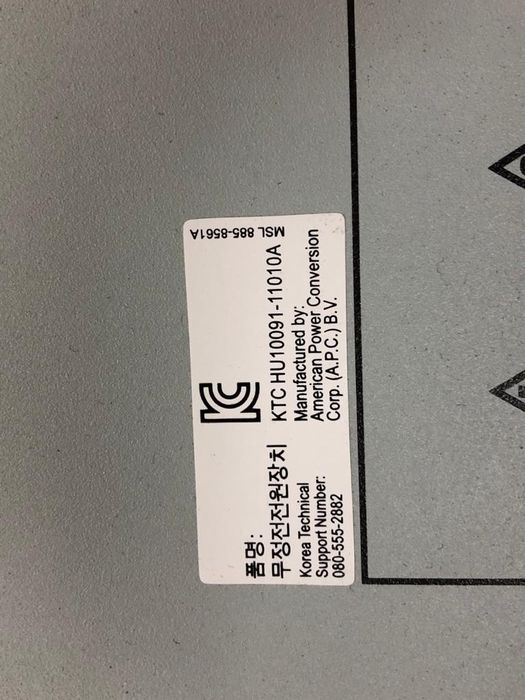 품명:
무정전전원장치
Korea Technical
Support Number:
080-555-2882
KC
KTC HU10091-11010A
Manufactured by:
American Power Conversion
Corp. (A.P.C.) B.V.
MSL 885-8561A